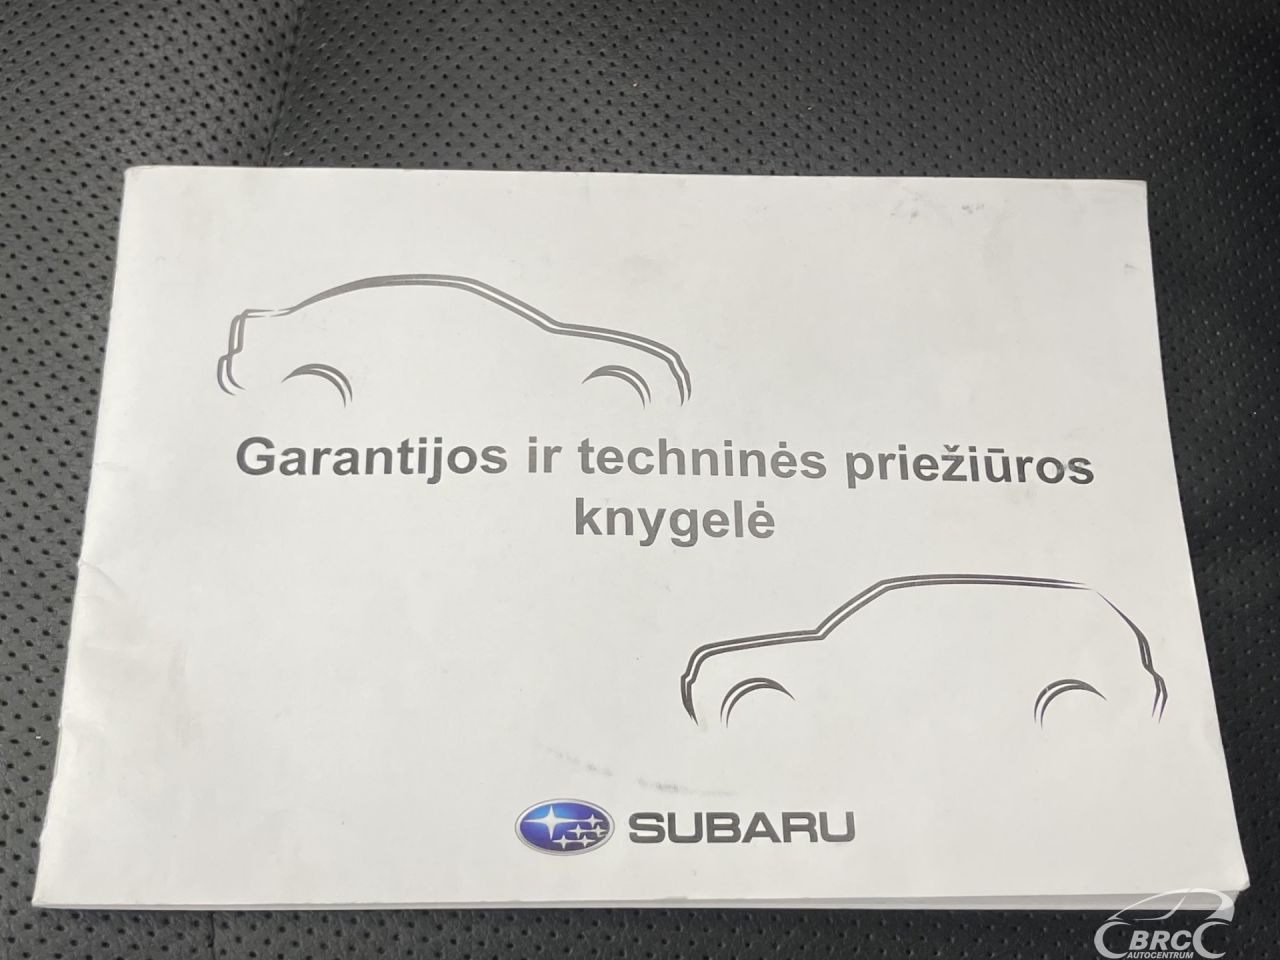 Garantijos ir techninės priežiūros
knygelė
SUBARU
BRC
AUTOCENTRUM